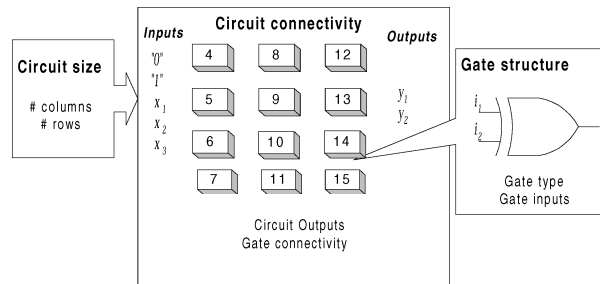 Circuit size
# columns
# rows
Circuit connectivity
Inputs
"0"
"1"
x1
x2
x3
4 8 12
5 9 13
6 10 14
7 11 15
Outputs
y1
y2
Circuit Outputs
Gate connectivity
Gate structure
i1
i2
Gate type
Gate inputs